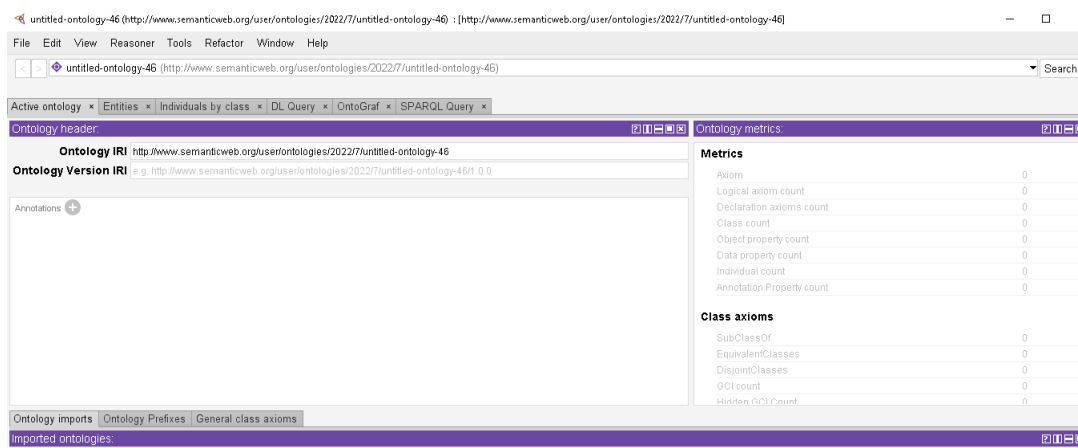 untitled-ontology-46 (http://www.semanticweb.org/user/ontologies/2022/7/untitled-ontology-46) : [http://www.semanticweb.org/user/ontologies/2022/7/untitled-ontology-46]
File Edit View Reasoner Tools Refactor Window Help
< > untitled-ontology-46 (http://www.semanticweb.org/user/ontologies/2022/7/untitled-ontology-46) Search
Active ontology × Entities × Individuals by class × DL Query × OntoGraf × SPARQL Query ×
Ontology header:
Ontology IRI http://www.semanticweb.org/user/ontologies/2022/7/untitled-ontology-46
Ontology Version IRI e.g. http://www.semanticweb.org/user/ontologies/2022/7/untitled-ontology-46/1.0.0
Annotations +
Ontology metrics:
Metrics
Axiom 0
Logical axiom count 0
Declaration axioms count 0
Class count 0
Object property count 0
Data property count 0
Individual count 0
Annotation Property count 0
Class axioms
SubClassOf 0
EquivalentClasses 0
DisjointClasses 0
GCI count 0
Hidden GCI Count 0
Ontology imports Ontology Prefixes General class axioms
Imported ontologies: